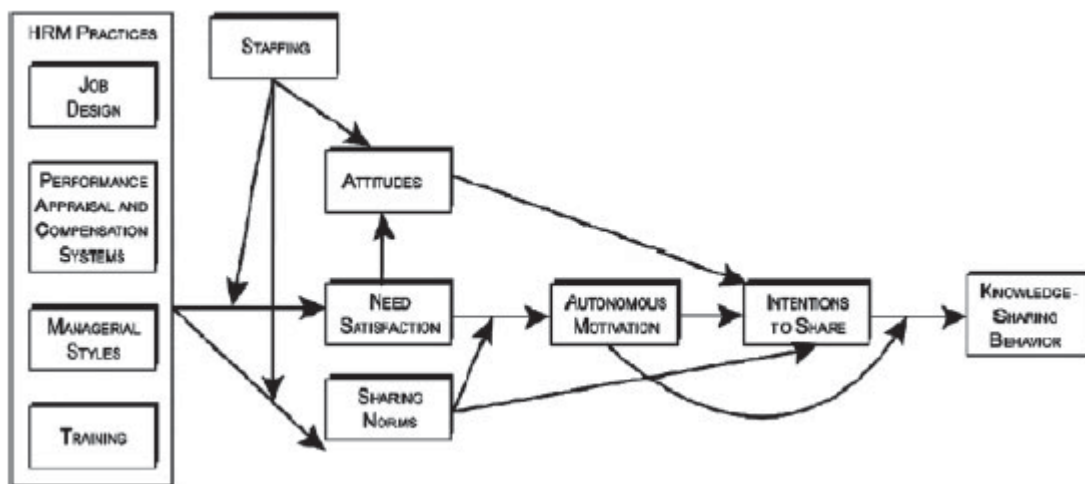 HRM PRACTICES
JOB
DESIGN
PERFORMANCE
APPRAISAL AND
COMPENSATION
SYSTEMS
MANAGERIAL
STYLES
TRAINING
STAFFING
ATTITUDES
NEED
SATISFACTION
SHARING
NORMS
AUTONOMOUS
MOTIVATION
INTENTIONS
TO SHARE
KNOWLEDGE-
SHARING
BEHAVIOR